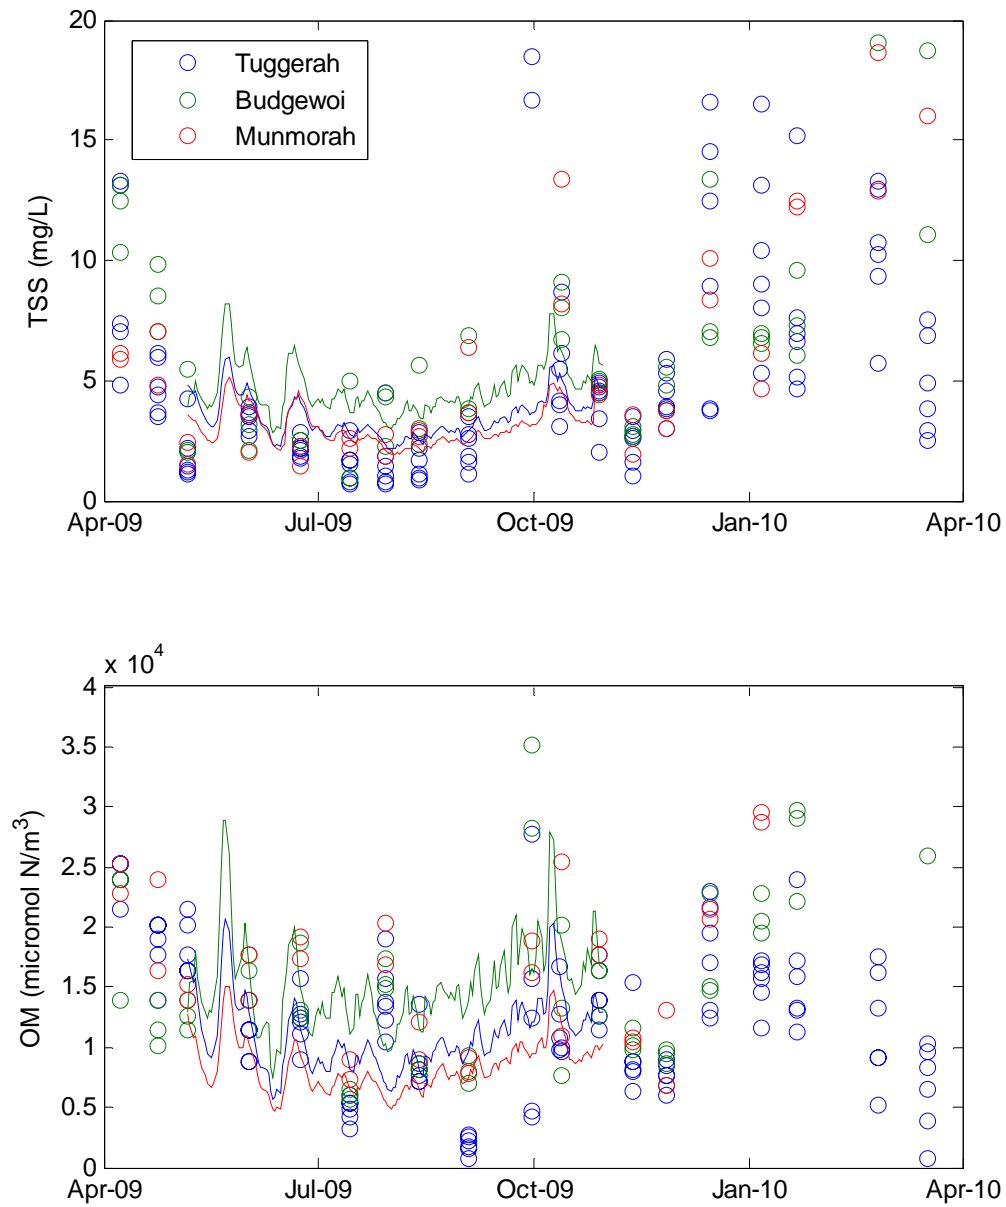 20
15
10
5
0
TSS (mg/L)
Tuggerah
Budgewoi
Munmorah
Apr-09 Jul-09 Oct-09 Jan-10 Apr-10
x 10^4
4
3.5
3
2.5
2
1.5
1
0.5
0
OM (micromol N/m^3)
Apr-09 Jul-09 Oct-09 Jan-10 Apr-10